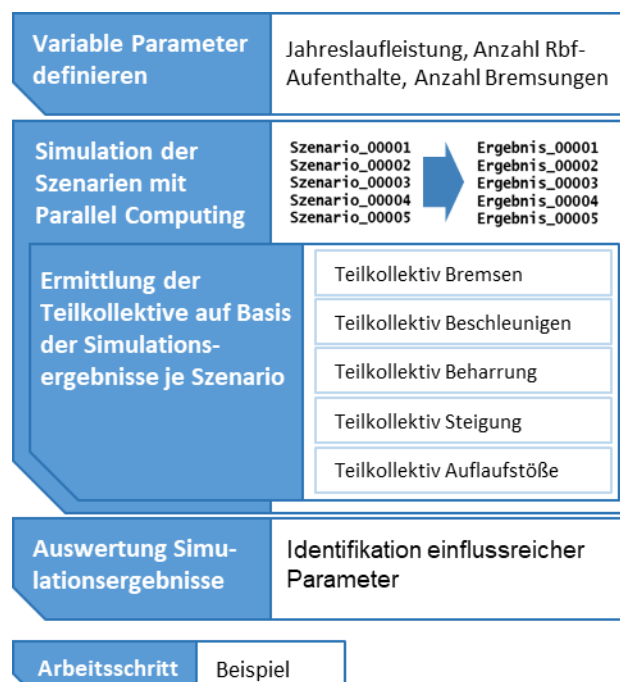 Variable Parameter
definieren
Jahreslaufleistung, Anzahl Rbf-
Aufenthalte, Anzahl Bremsungen
Simulation der
Szenarien mit
Parallel Computing
Szenario_00001
Szenario_00002
Szenario_00003
Szenario_00004
Szenario_00005
Ergebnis_00001
Ergebnis_00002
Ergebnis_00003
Ergebnis_00004
Ergebnis_00005
Ermittlung der
Teilkollektive auf Basis
der Simulations-
ergebnisse je Szenario
Teilkollektiv Bremsen
Teilkollektiv Beschleunigen
Teilkollektiv Beharrung
Teilkollektiv Steigung
Teilkollektiv Auflaufstöße
Auswertung Simu-
lationsergebnisse
Identifikation einflussreicher
Parameter
Arbeitsschritt
Beispiel